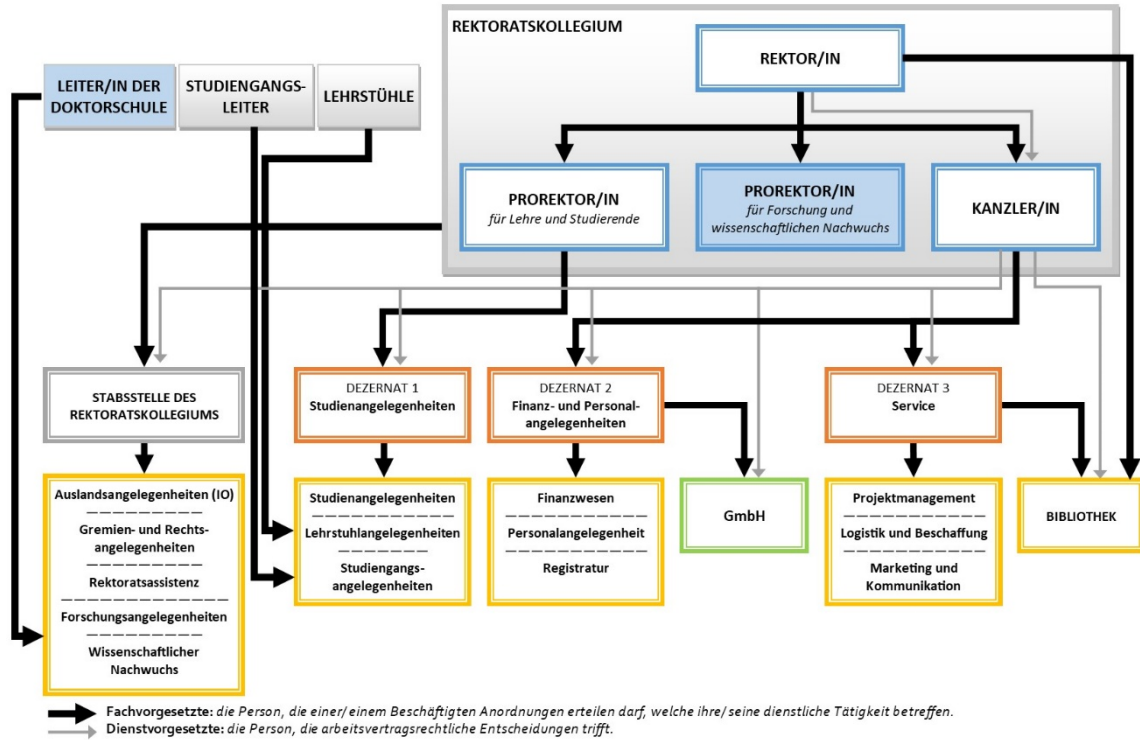 REKTORATSKOLLEGIUM
REKTOR/IN
LEITER/IN DER
DOKTORSCHULE
STUDIENGANGS-
LEITER
LEHRSTÜHLE
PROREKTOR/IN
für Lehre und Studierende
PROREKTOR/IN
für Forschung und
wissenschaftlichen Nachwuchs
KANZLER/IN
STABSSTELLE DES
REKTORATSKOLLEGIUMS
DEZERNAT 1
Studienangelegenheiten
DEZERNAT 2
Finanz- und Personal-
angelegenheiten
DEZERNAT 3
Service
Auslandsangelegenheiten (IO)
Gremien- und Rechts-
angelegenheiten
Rektoratsassistenz
Forschungsangelegenheiten
Wissenschaftlicher
Nachwuchs
Studienangelegenheiten
Lehrstuhlangelegenheiten
Studiengangs-
angelegenheiten
Finanzwesen
Personalangelegenheit
Registratur
GmbH
Projektmanagement
Logistik und Beschaffung
Marketing und
Kommunikation
BIBLIOTHEK
Fachvorgesetzte: die Person, die einer/ einem Beschäftigten Anordnungen erteilen darf, welche ihre/ seine dienstliche Tätigkeit betreffen.
Dienstvorgesetzte: die Person, die arbeitsvertragsrechtliche Entscheidungen trifft.